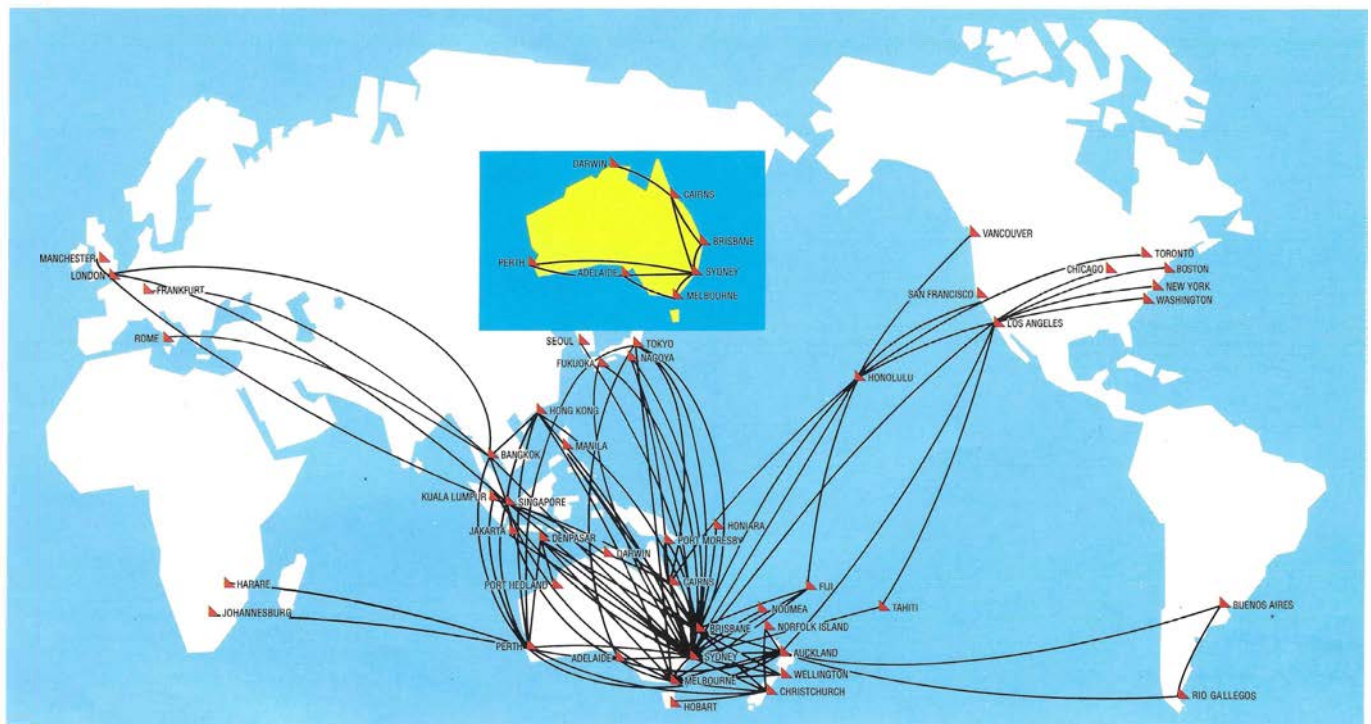 DARWIN
CAIRNS
BRISBANE
PERTH
ADELAIDE
SYDNEY
MELBOURNE
MANCHESTER
LONDON
FRANKFURT
ROME
VANCOUVER
TORONTO
CHICAGO
BOSTON
SAN FRANCISCO
NEW YORK
WASHINGTON
LOS ANGELES
SEOUL
TOKYO
FUKUOKA
NAGOYA
HONOLULU
HONG KONG
MANILA
BANGKOK
KUALA LUMPUR
SINGAPORE
JAKARTA
DENPASAR
HONIARA
PORT MORESBY
DARWIN
PORT HEDLAND
CAIRNS
HARARE
FIJI
JOHANNESBURG
NOUMEA
TAHITI
BUENOS AIRES
BRISBANE
NORFOLK ISLAND
PERTH
ADELAIDE
SYDNEY
AUCKLAND
MELBOURNE
WELLINGTON
CHRISTCHURCH
HOBART
RIO GALLEGOS